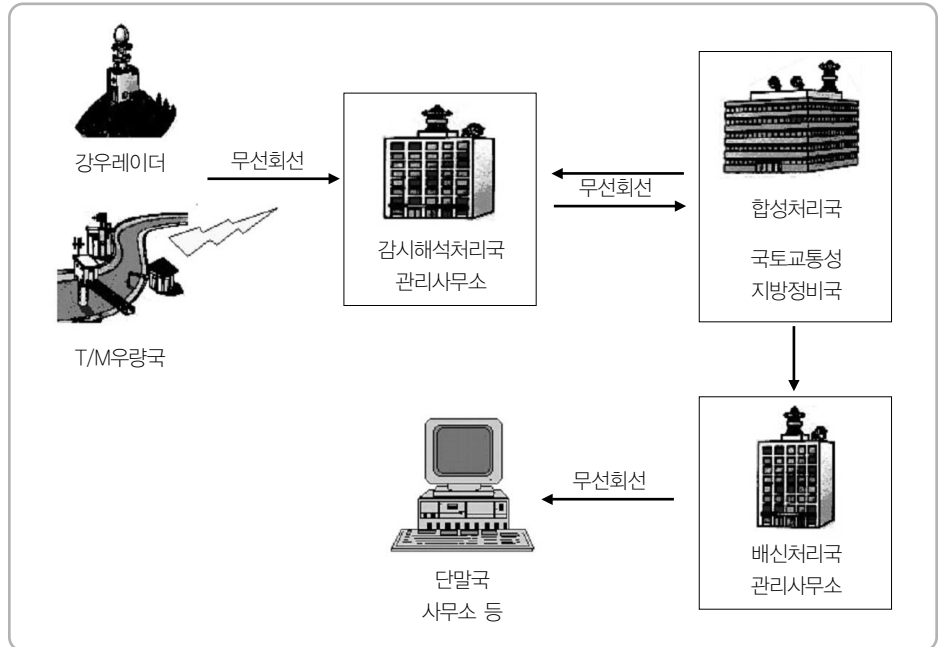 강우레이더
무선회선
T/M우량국
감시해석처리국
관리사무소
무선회선
합성처리국
국토교통성
지방정비국
무선회선
단말국
사무소 등
배신처리국
관리사무소